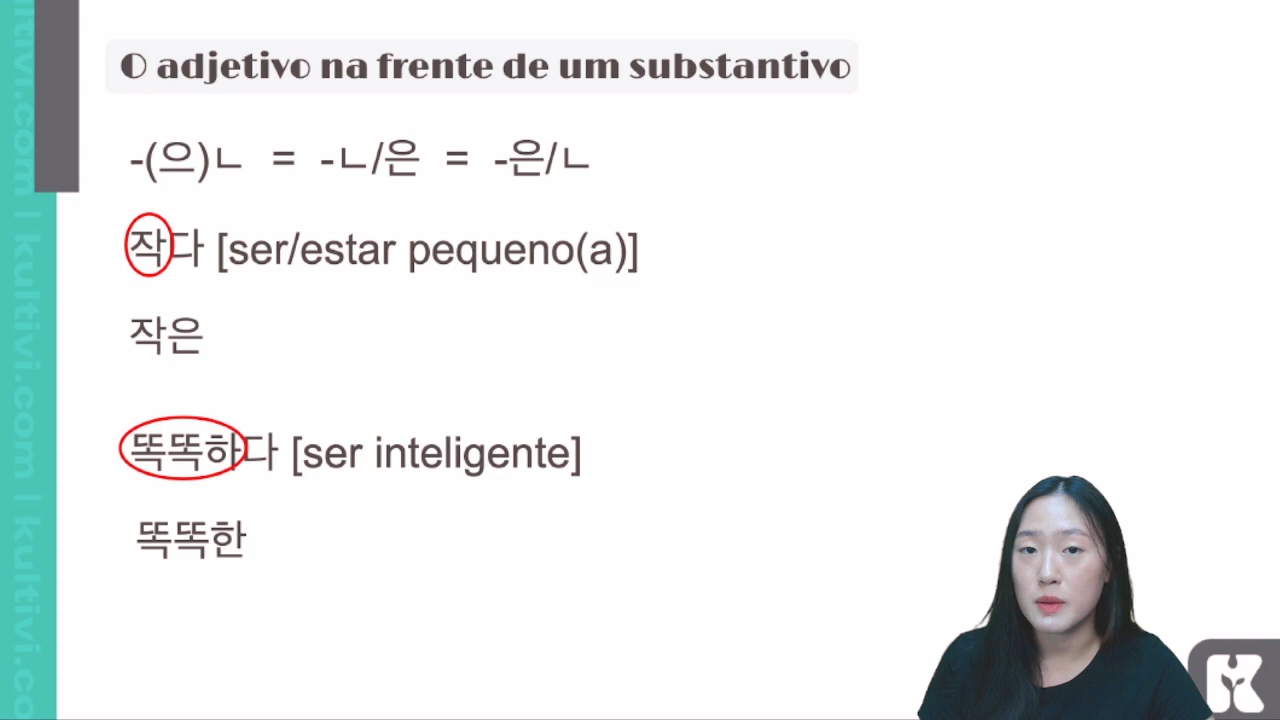 O adjetivo na frente de um substantivo
-(으)ㄴ = -ㄴ/은 = -은/ㄴ
작다 [ser/estar pequeno(a)]
작은
똑똑하다 [ser inteligente]
똑똑한
kultivi.com | kultivi.com | kultivi.co